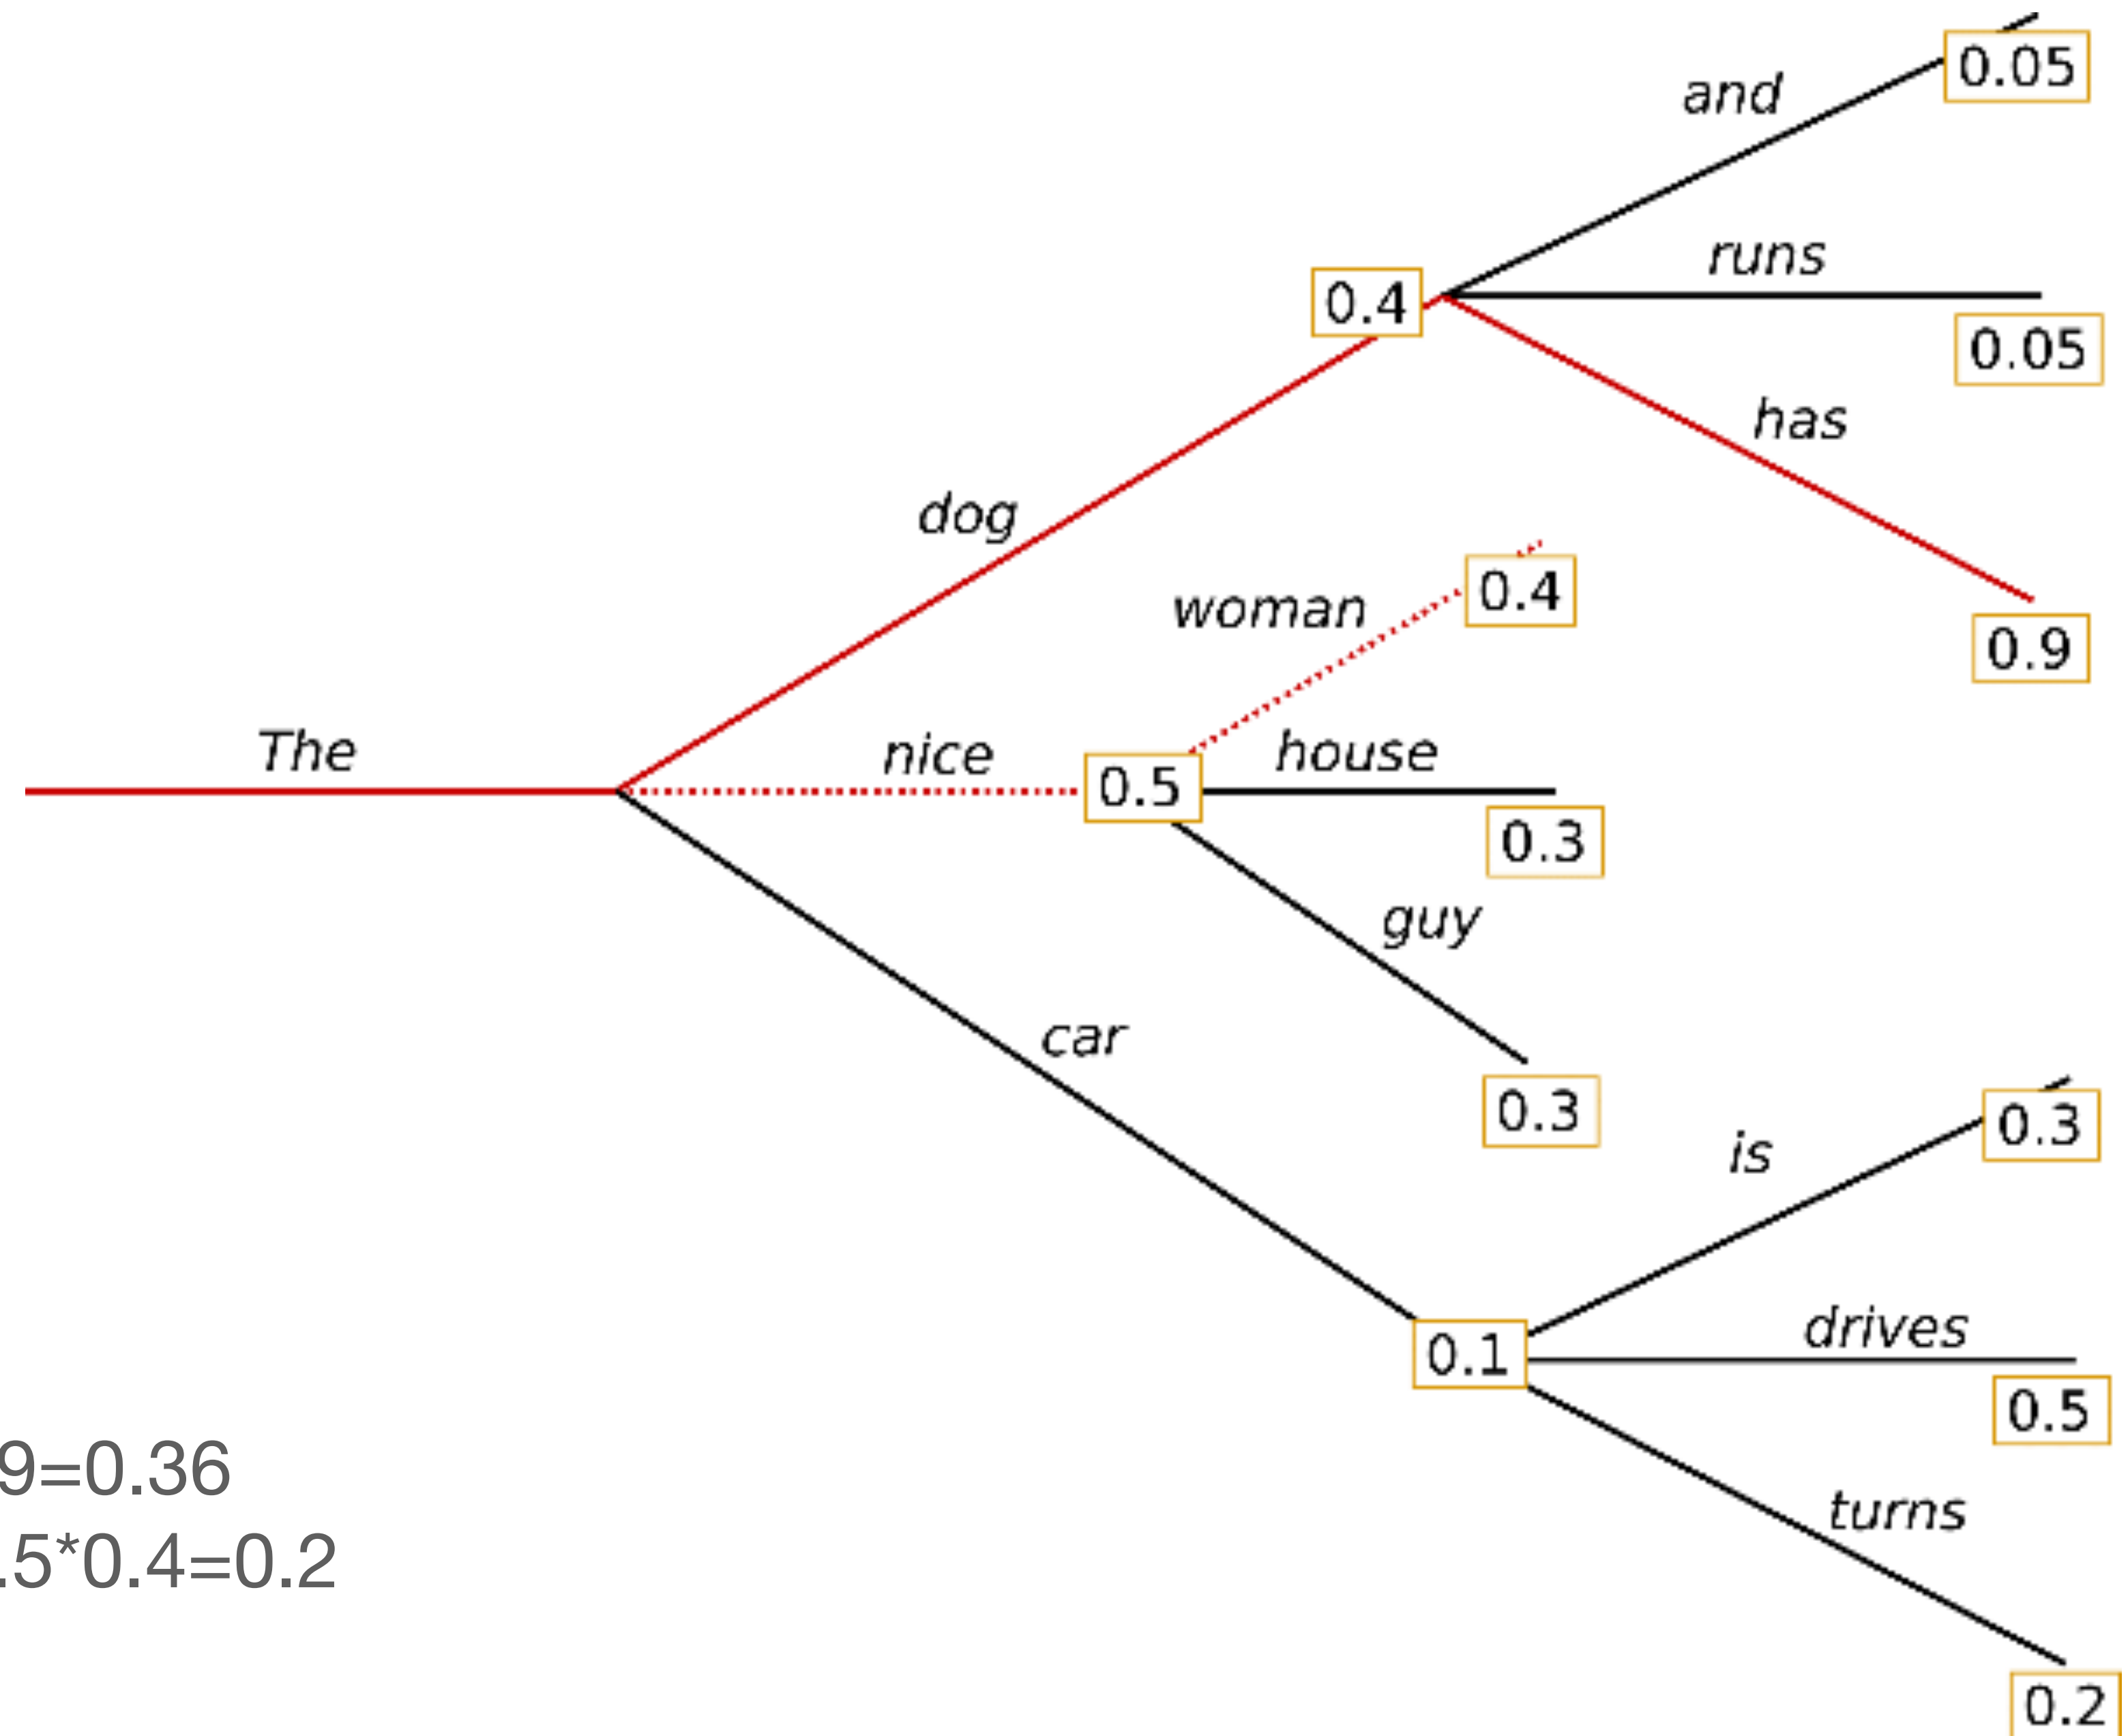 and
0.05
runs
0.4
0.05
has
dog
woman
0.4
0.9
The
nice
house
0.5
0.3
guy
car
0.3
is
0.3
drives
0.1
0.5
9=0.36
turns
.5*0.4=0.2
0.2